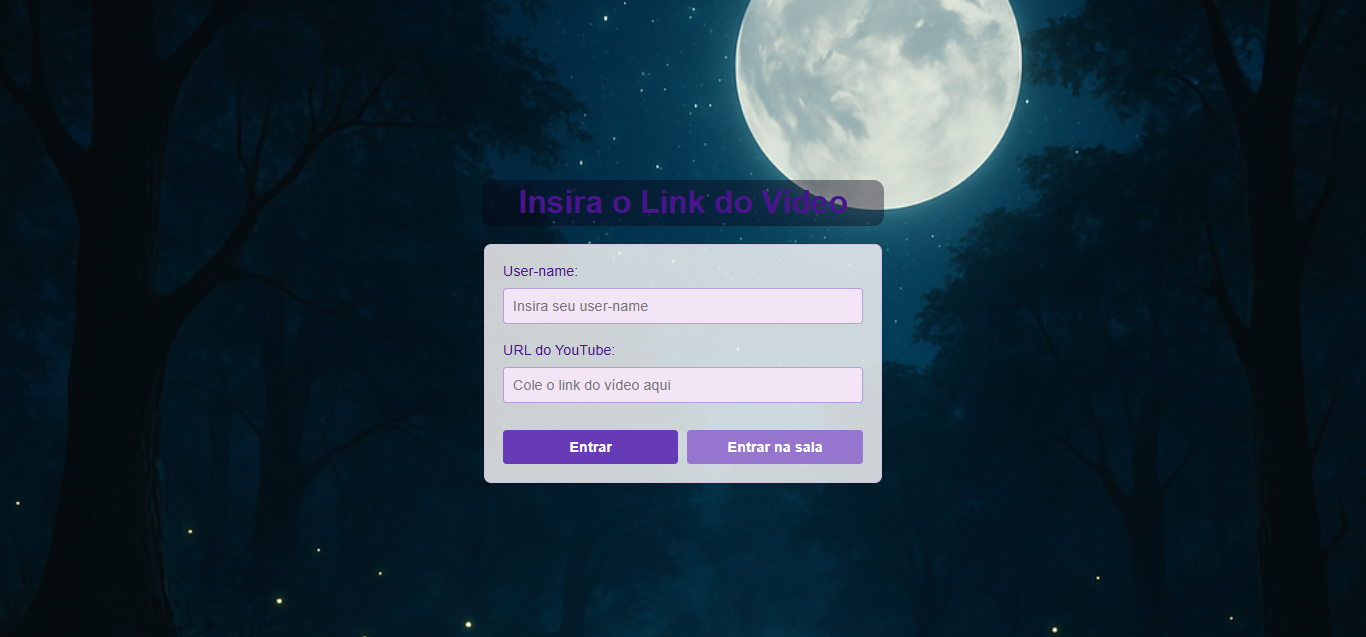 Insira o Link do Vídeo
User-name:
Insira seu user-name
URL do YouTube:
Cole o link do vídeo aqui
Entrar
Entrar na sala